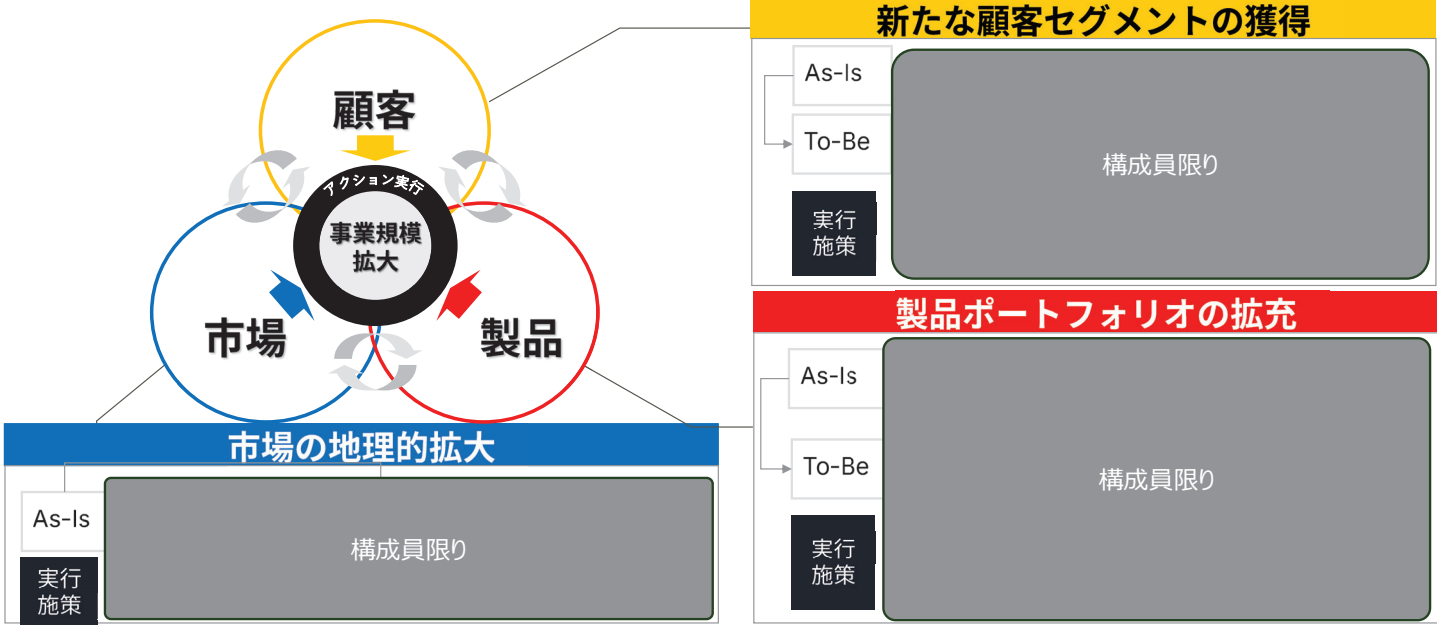 顧客
アクション実行
事業規模
拡大
市場
製品
新たな顧客セグメントの獲得
As-Is
To-Be
実行
施策
構成員限り
製品ポートフォリオの拡充
As-Is
To-Be
実行
施策
構成員限り
市場の地理的拡大
As-Is
実行
施策
構成員限り